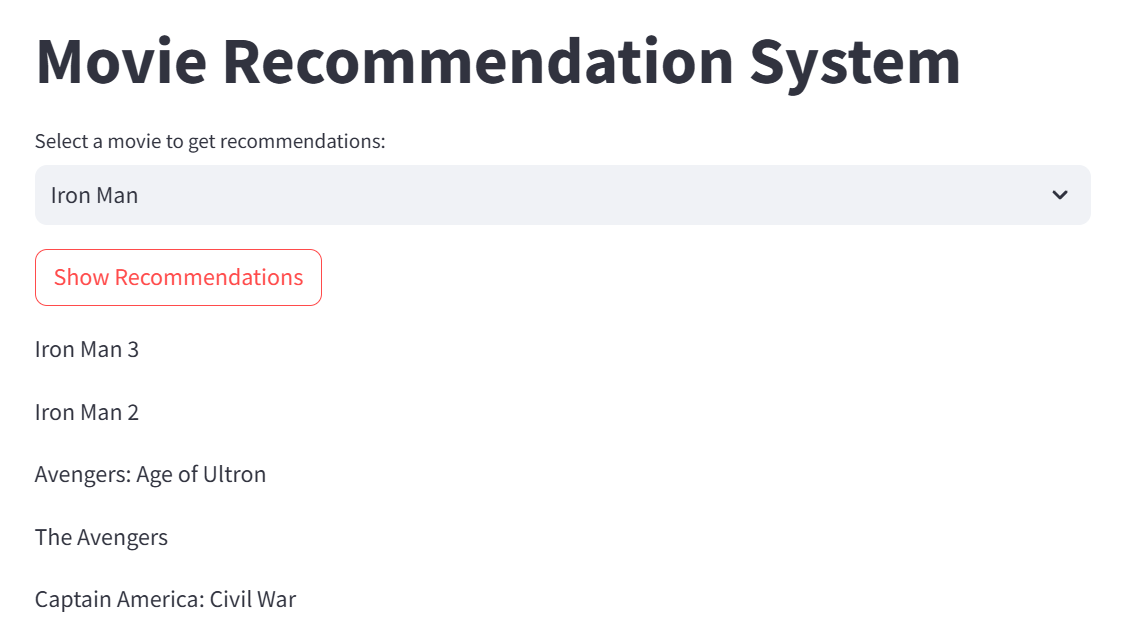 Movie Recommendation System
Select a movie to get recommendations:
Iron Man
Show Recommendations
Iron Man 3
Iron Man 2
Avengers: Age of Ultron
The Avengers
Captain America: Civil War